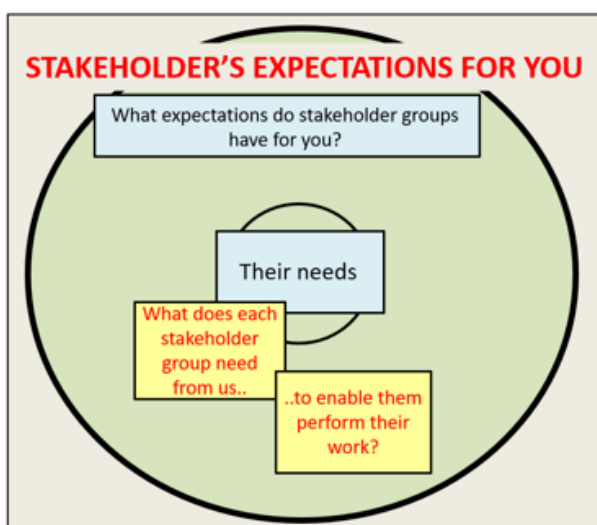 STAKEHOLDER’S EXPECTATIONS FOR YOU
What expectations do stakeholder groups
have for you?
Their needs
What does each
stakeholder
group need
from us..
..to enable them
perform their
work?